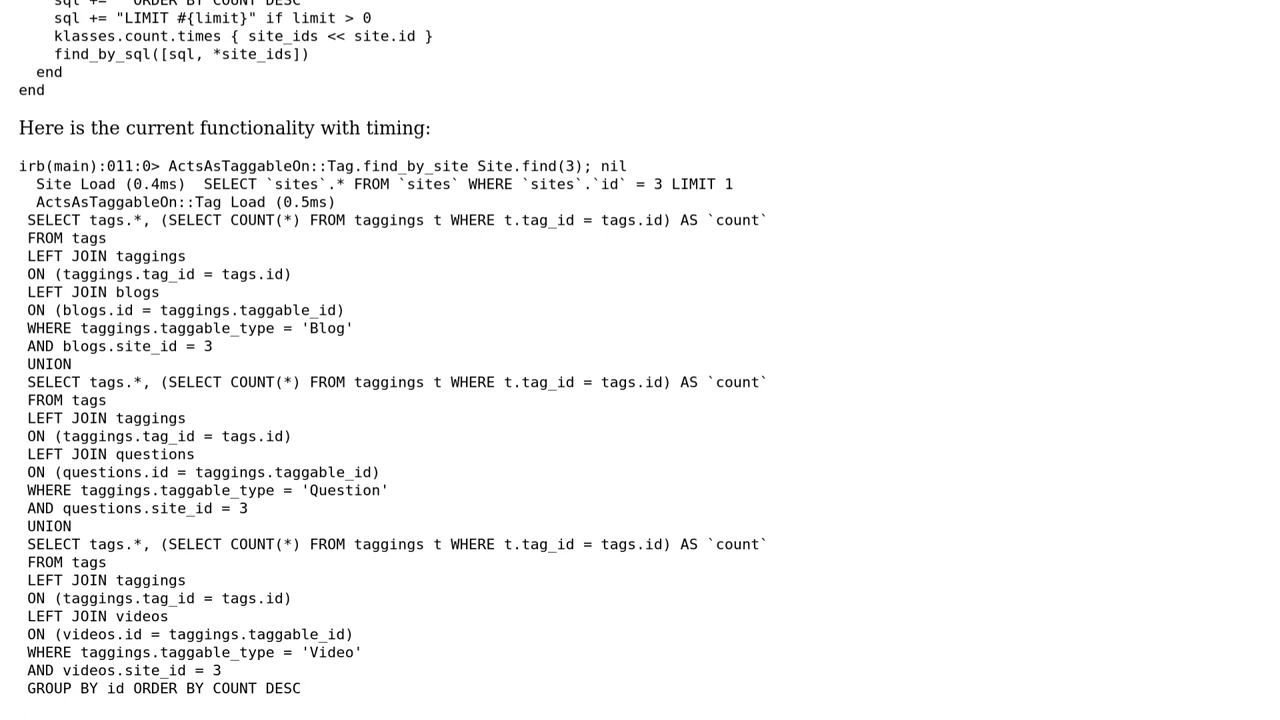 sql += " ORDER BY COUNT DESC"
sql += "LIMIT #{limit}" if limit > 0
klasses.count.times { site_ids << site.id }
find_by_sql([sql, *site_ids])
end
end
Here is the current functionality with timing:
irb(main):011:0> ActsAsTaggableOn::Tag.find_by_site Site.find(3); nil
Site Load (0.4ms)  SELECT `sites`.* FROM `sites` WHERE `sites`.`id` = 3 LIMIT 1
ActsAsTaggableOn::Tag Load (0.5ms)
SELECT tags.*, (SELECT COUNT(*) FROM taggings t WHERE t.tag_id = tags.id) AS `count`
FROM tags
LEFT JOIN taggings
ON (taggings.tag_id = tags.id)
LEFT JOIN blogs
ON (blogs.id = taggings.taggable_id)
WHERE taggings.taggable_type = 'Blog'
AND blogs.site_id = 3
UNION
SELECT tags.*, (SELECT COUNT(*) FROM taggings t WHERE t.tag_id = tags.id) AS `count`
FROM tags
LEFT JOIN taggings
ON (taggings.tag_id = tags.id)
LEFT JOIN questions
ON (questions.id = taggings.taggable_id)
WHERE taggings.taggable_type = 'Question'
AND questions.site_id = 3
UNION
SELECT tags.*, (SELECT COUNT(*) FROM taggings t WHERE t.tag_id = tags.id) AS `count`
FROM tags
LEFT JOIN taggings
ON (taggings.tag_id = tags.id)
LEFT JOIN videos
ON (videos.id = taggings.taggable_id)
WHERE taggings.taggable_type = 'Video'
AND videos.site_id = 3
GROUP BY id ORDER BY COUNT DESC